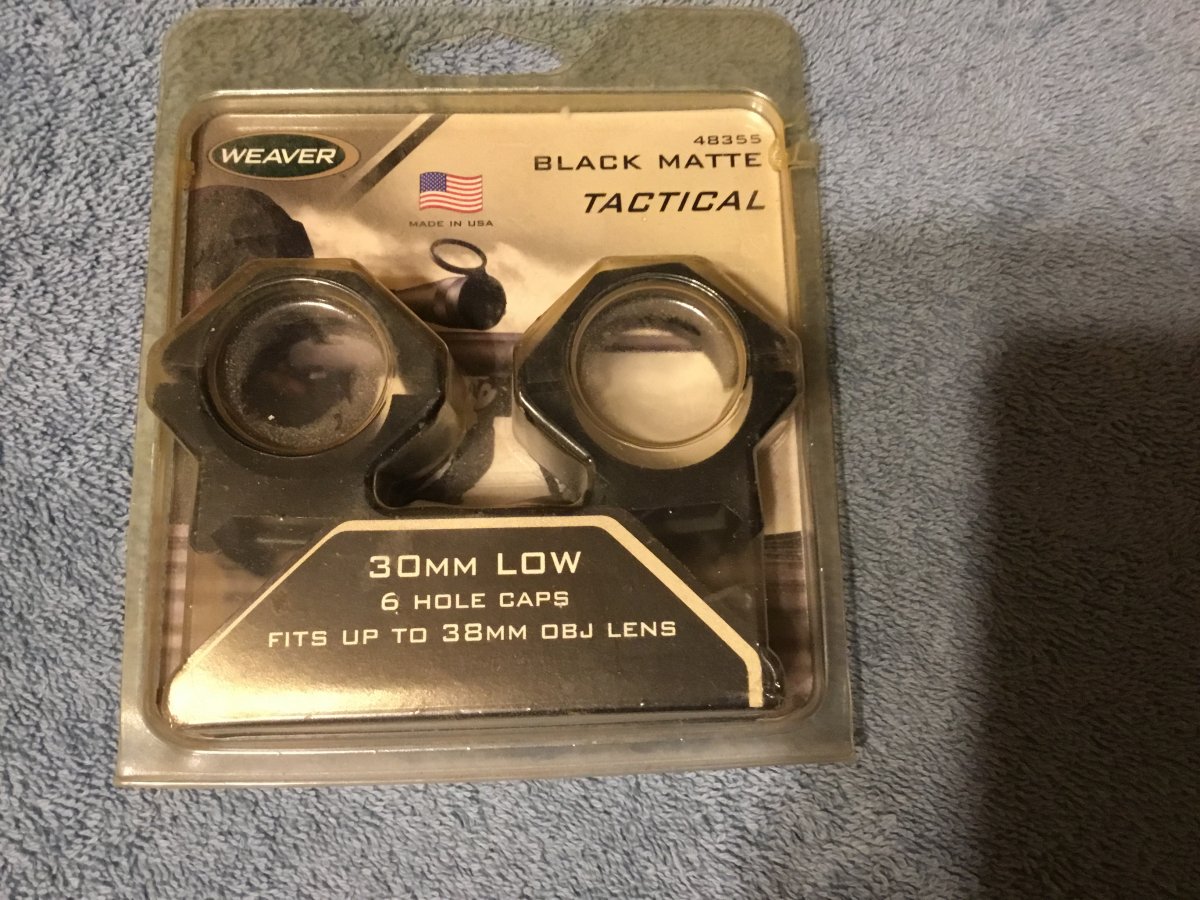 WEAVER
48355
BLACK MATTE
TACTICAL
MADE IN USA
30MM LOW
6 HOLE CAPS
FITS UP TO 38MM OBJ LENS